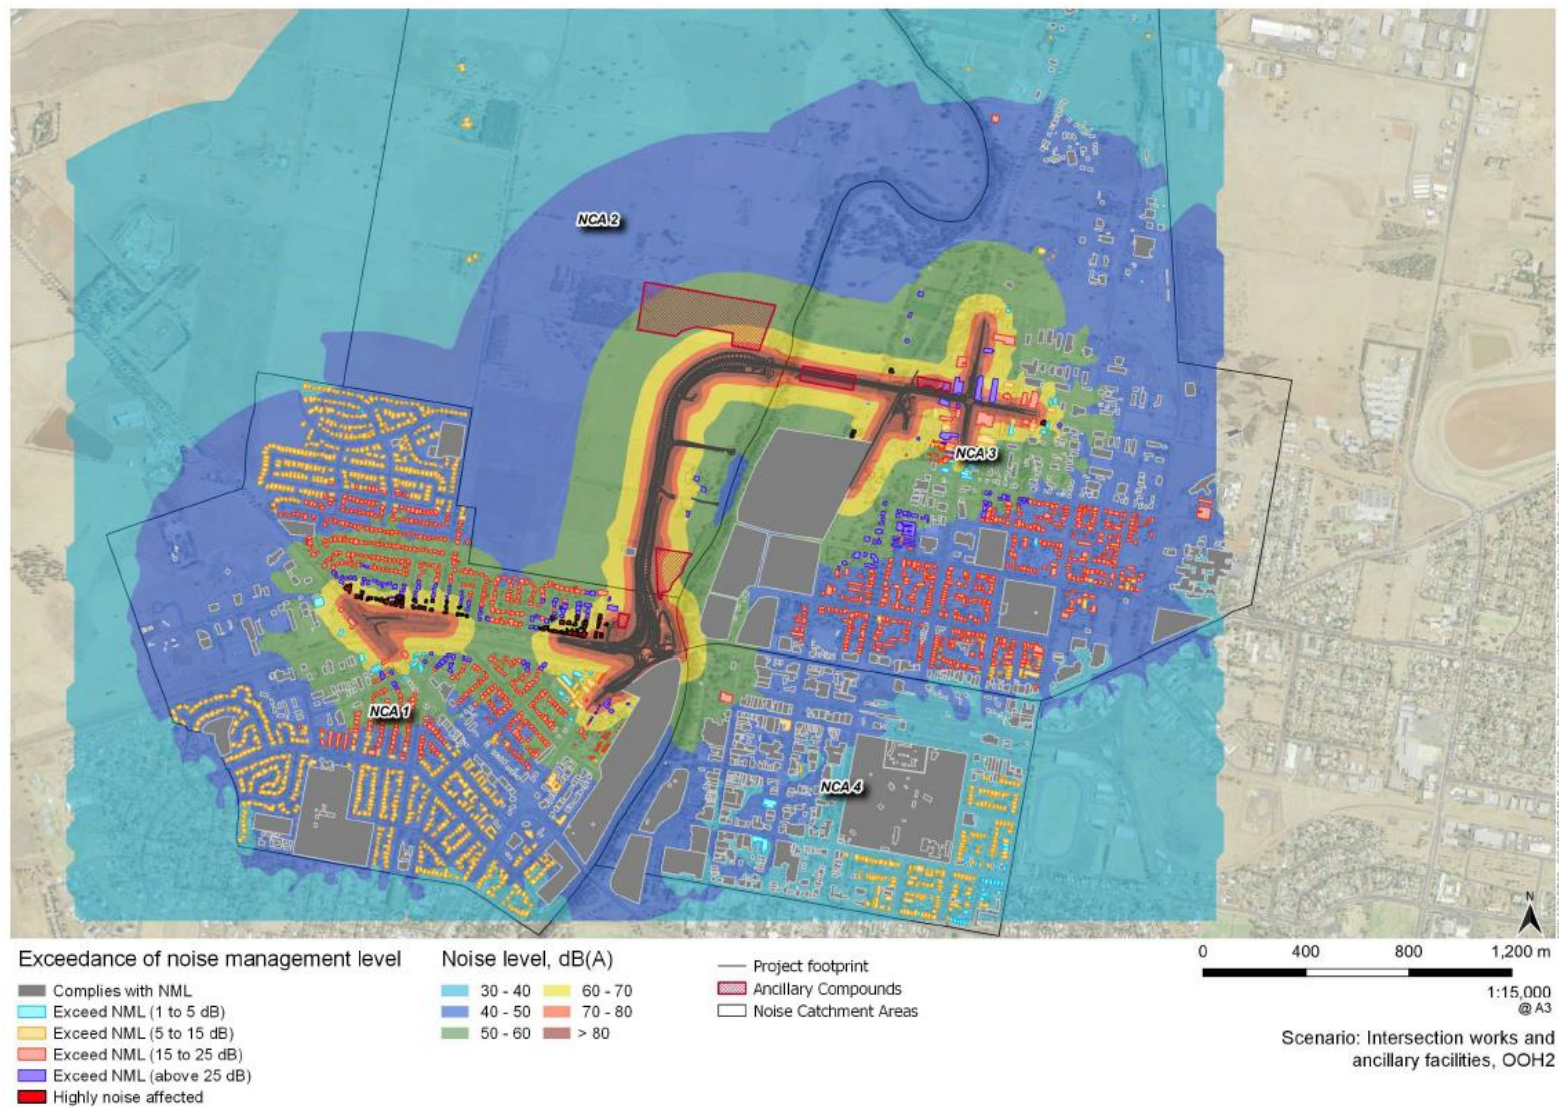 NCA 2
NCA 3
NCA 1
NCA 4
N
Exceedance of noise management level
Complies with NML
Exceed NML (1 to 5 dB)
Exceed NML (5 to 15 dB)
Exceed NML (15 to 25 dB)
Exceed NML (above 25 dB)
Highly noise affected
Noise level, dB(A)
30 - 40 60 - 70
40 - 50 70 - 80
50 - 60 > 80
Project footprint
Ancillary Compounds
Noise Catchment Areas
0 400 800 1,200 m
1:15,000
@ A3
Scenario: Intersection works and
ancillary facilities, OOH2